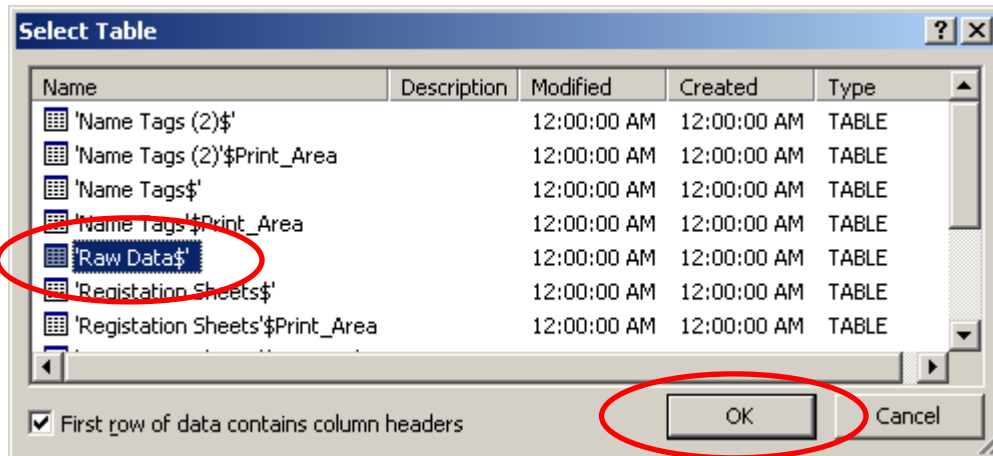 Select Table
Name Description Modified Created Type
'Name Tags (2)$' 12:00:00 AM 12:00:00 AM TABLE
'Name Tags (2)'$Print_Area 12:00:00 AM 12:00:00 AM TABLE
'Name Tags$' 12:00:00 AM 12:00:00 AM TABLE
'Name Tags'$Print_Area 12:00:00 AM 12:00:00 AM TABLE
'Raw Data$' 12:00:00 AM 12:00:00 AM TABLE
'Registation Sheets$' 12:00:00 AM 12:00:00 AM TABLE
'Registation Sheets'$Print_Area 12:00:00 AM 12:00:00 AM TABLE
First row of data contains column headers OK Cancel